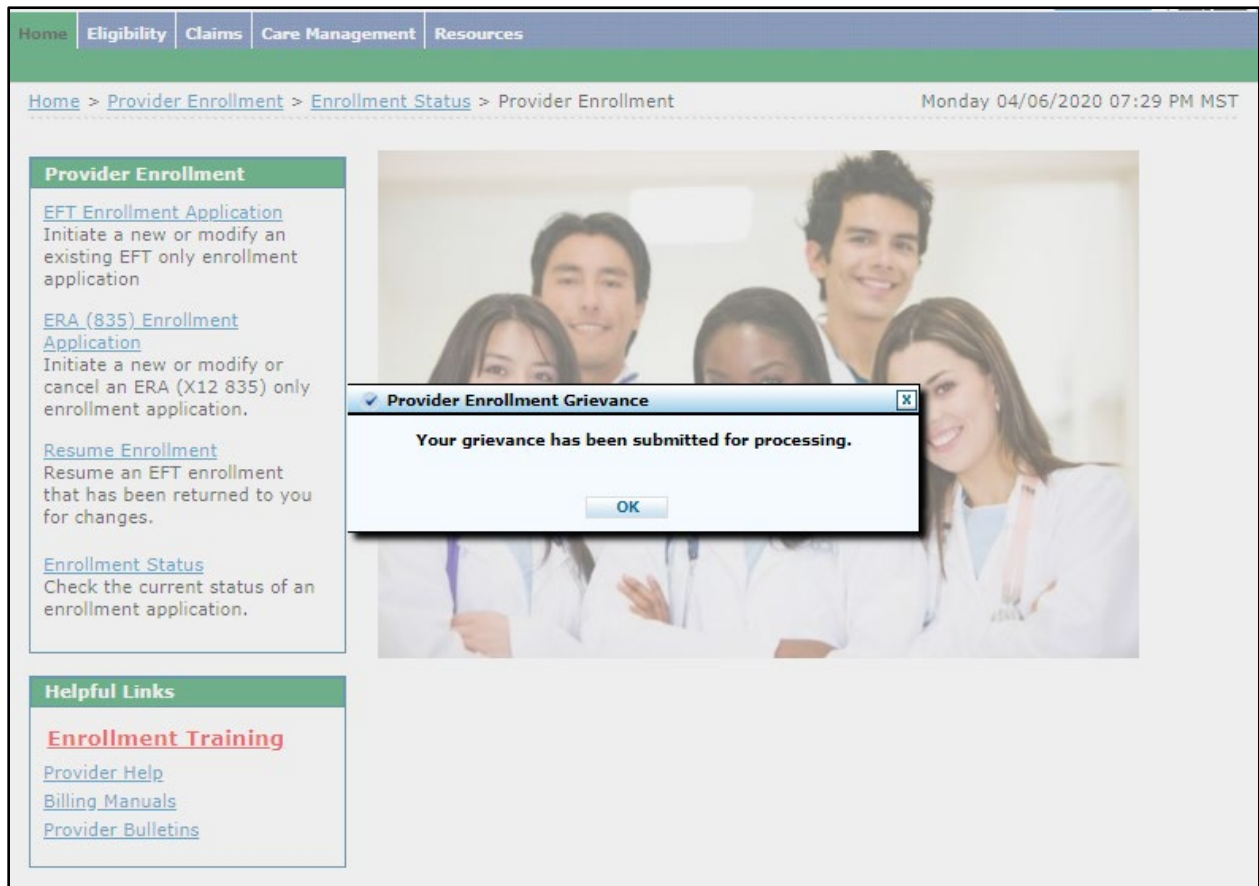 Home Eligibility Claims Care Management Resources
Home > Provider Enrollment > Enrollment Status > Provider Enrollment Monday 04/06/2020 07:29 PM MST
Provider Enrollment
EFT Enrollment Application
Initiate a new or modify an
existing EFT only enrollment
application
ERA (835) Enrollment
Application
Initiate a new or modify or
cancel an ERA (X12 835) only
enrollment application.
Resume Enrollment
Resume an EFT enrollment
that has been returned to you
for changes.
Enrollment Status
Check the current status of an
enrollment application.
Provider Enrollment Grievance X
Your grievance has been submitted for processing.
OK
Helpful Links
Enrollment Training
Provider Help
Billing Manuals
Provider Bulletins